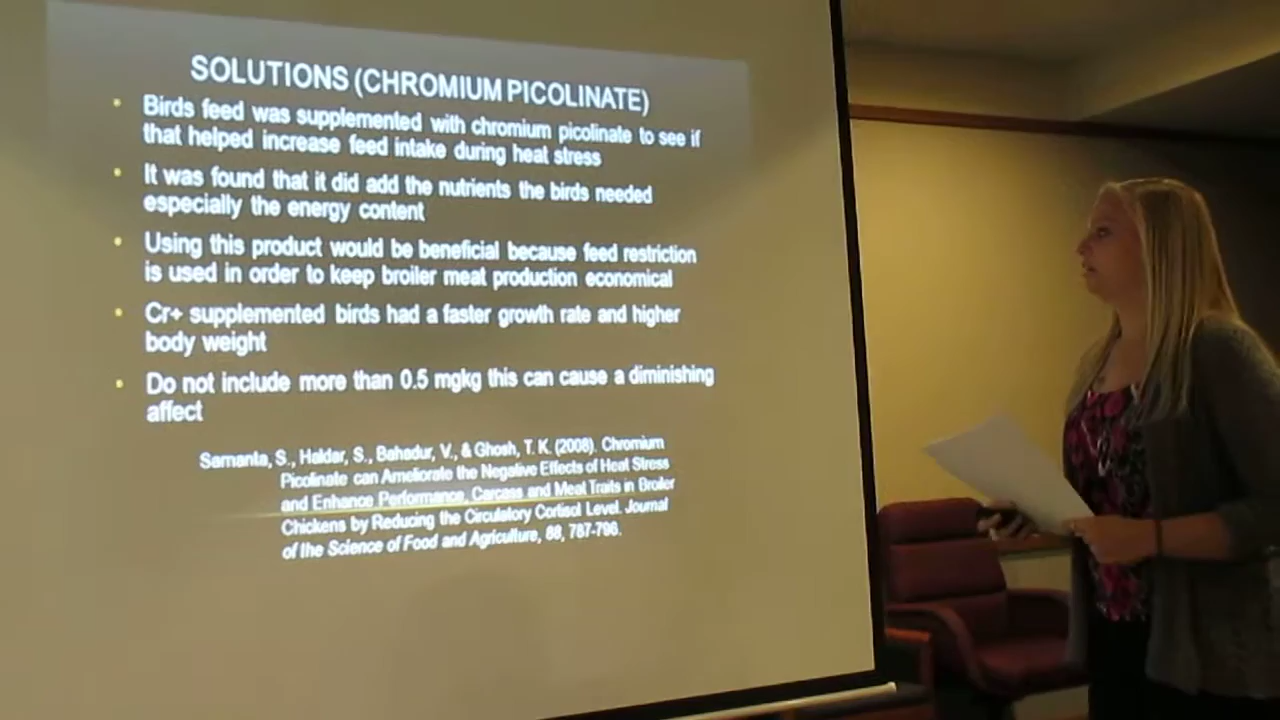 SOLUTIONS (CHROMIUM PICOLINATE)
• Birds feed was supplemented with chromium picolinate to see if
that helped increase feed intake during heat stress
• It was found that it did add the nutrients the birds needed
especially the energy content
• Using this product would be beneficial because feed restriction
is used in order to keep broiler meat production economical
• Cr+ supplemented birds had a faster growth rate and higher
body weight
• Do not include more than 0.5 mgkg this can cause a diminishing
affect
Samanta, S., Haldar, S., Bahadur, V., & Ghosh, T. K. (2008). Chromium
Picolinate can Ameliorate the Negative Effects of Heat Stress
and Enhance Performance, Carcass and Meat Traits in Broiler
Chickens by Reducing the Circulatory Cortisol Level. Journal
of the Science of Food and Agriculture, 88, 787-796.